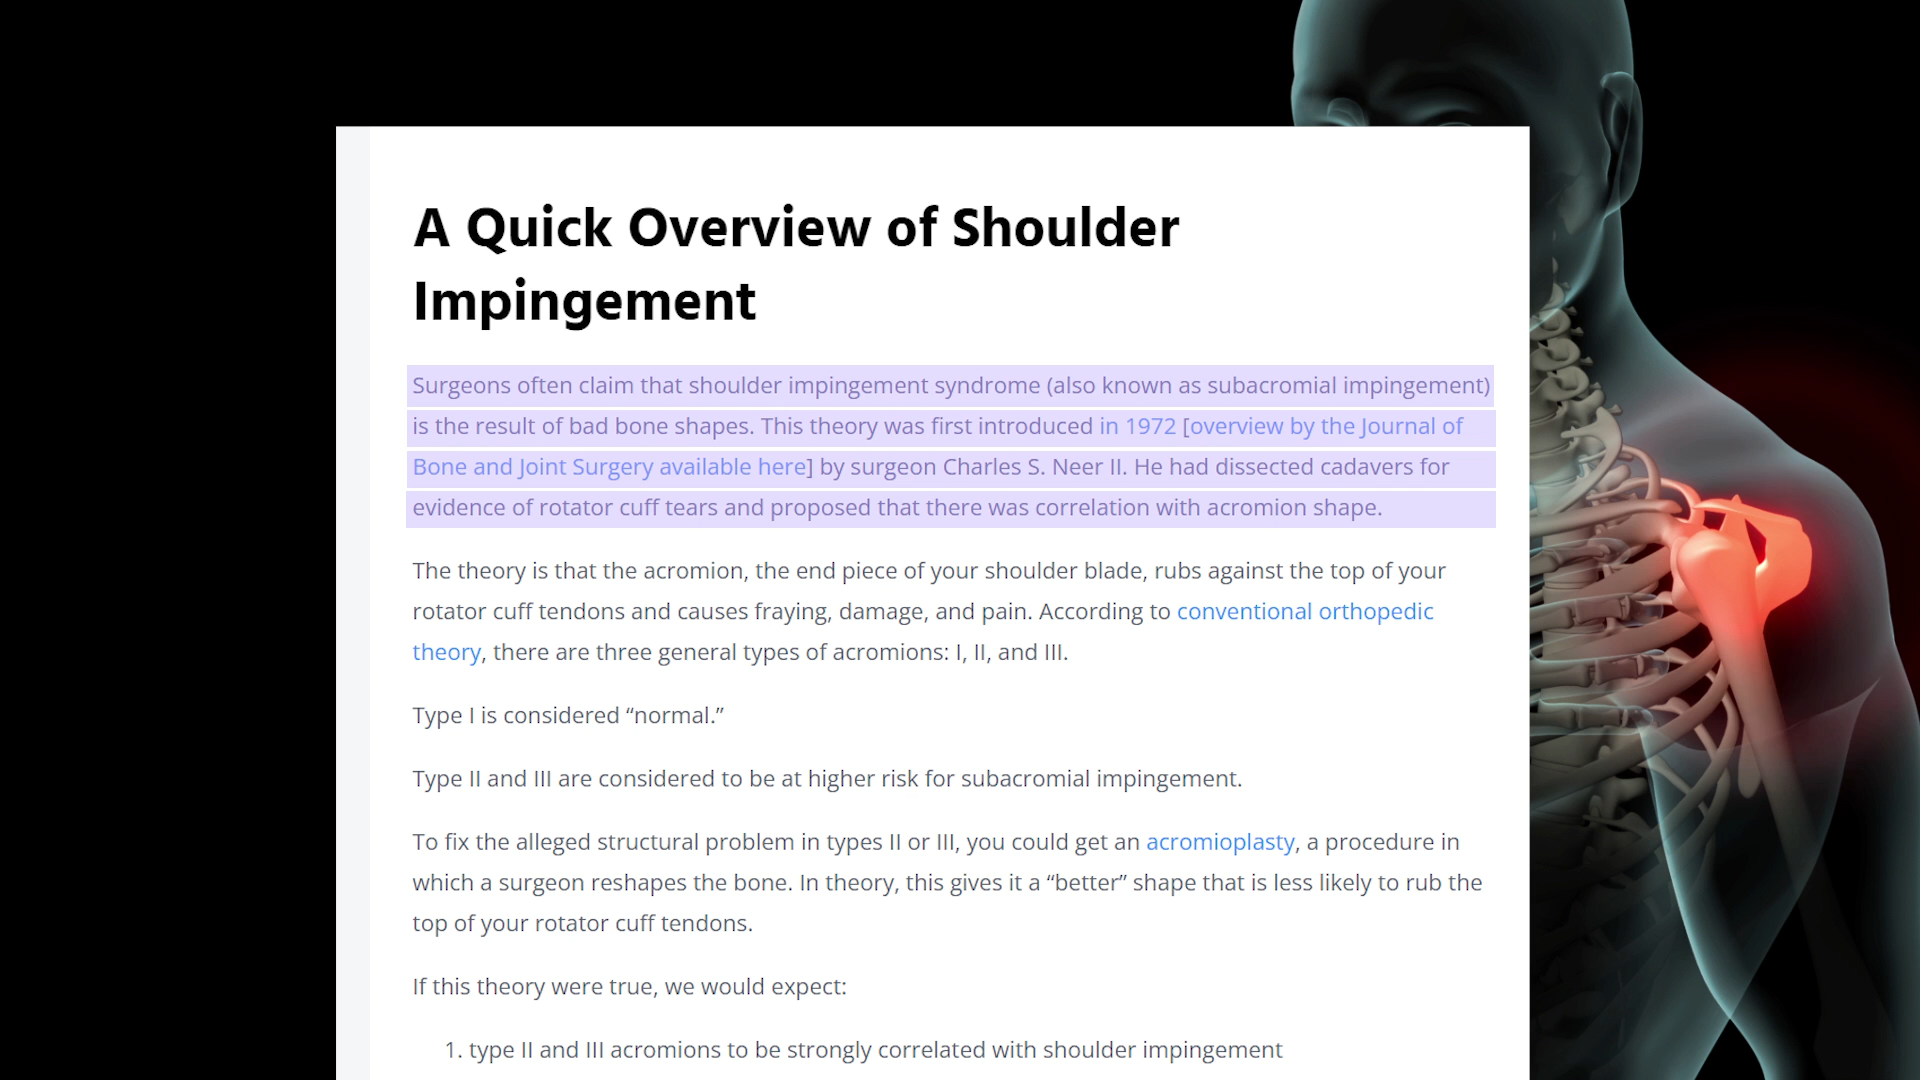 A Quick Overview of Shoulder
Impingement
Surgeons often claim that shoulder impingement syndrome (also known as subacromial impingement)
is the result of bad bone shapes. This theory was first introduced in 1972 [overview by the Journal of
Bone and Joint Surgery available here] by surgeon Charles S. Neer II. He had dissected cadavers for
evidence of rotator cuff tears and proposed that there was correlation with acromion shape.
The theory is that the acromion, the end piece of your shoulder blade, rubs against the top of your
rotator cuff tendons and causes fraying, damage, and pain. According to conventional orthopedic
theory, there are three general types of acromions: I, II, and III.
Type I is considered “normal.”
Type II and III are considered to be at higher risk for subacromial impingement.
To fix the alleged structural problem in types II or III, you could get an acromioplasty, a procedure in
which a surgeon reshapes the bone. In theory, this gives it a “better” shape that is less likely to rub the
top of your rotator cuff tendons.
If this theory were true, we would expect:
1. type II and III acromions to be strongly correlated with shoulder impingement